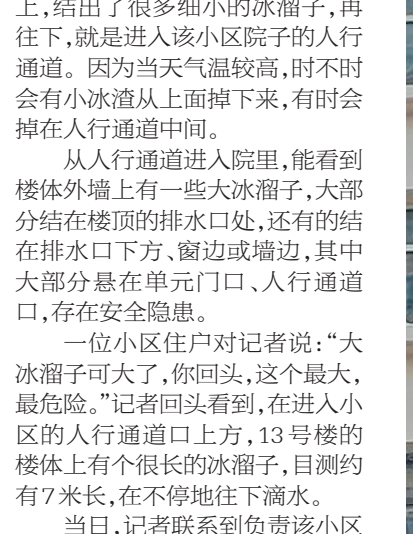 上,结出了很多细小的冰溜子,再
往下,就是进入该小区院子的人行
通道。因为当天气温较高,时不时
会有小冰渣从上面掉下来,有时会
掉在人行通道中间。
从人行通道进入院里,能看到
楼体外墙上有一些大冰溜子,大部
分结在楼顶的排水口处,还有的结
在排水口下方、窗边或墙边,其中
大部分悬在单元门口、人行通道
口,存在安全隐患。
一位小区住户对记者说:“大
冰溜子可大了,你回头,这个最大,
最危险。”记者回头看到,在进入小
区的人行通道口上方,13号楼的
楼体上有个很长的冰溜子,目测约
有7米长,在不停地往下滴水。
当日,记者联系到负责该小区